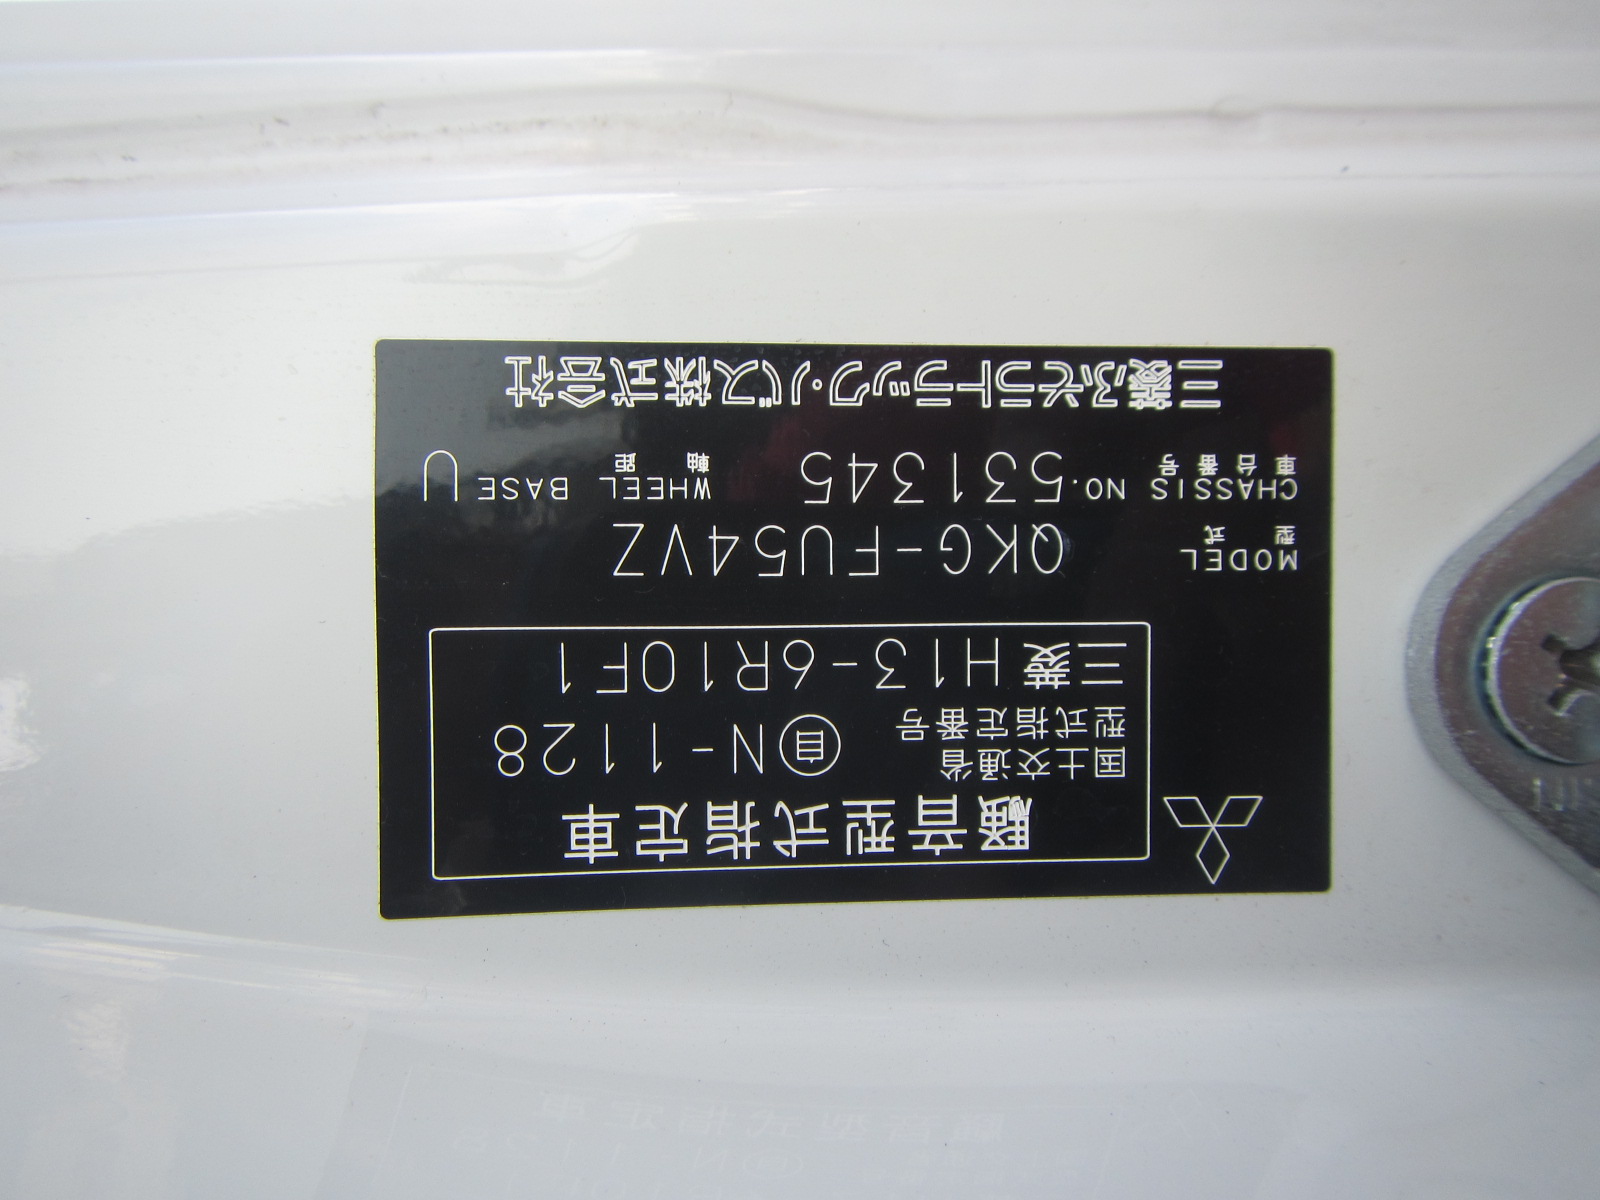 騒音型式指定車
国土交通省
型式指定番号
自N-1128
三菱 H13-6R10F1
MODEL QKG-FU54VZ
型式
CHASSIS NO. 531345 WHEEL BASE U
車台番号 軸距
三菱ふそうトラック・バス株式会社